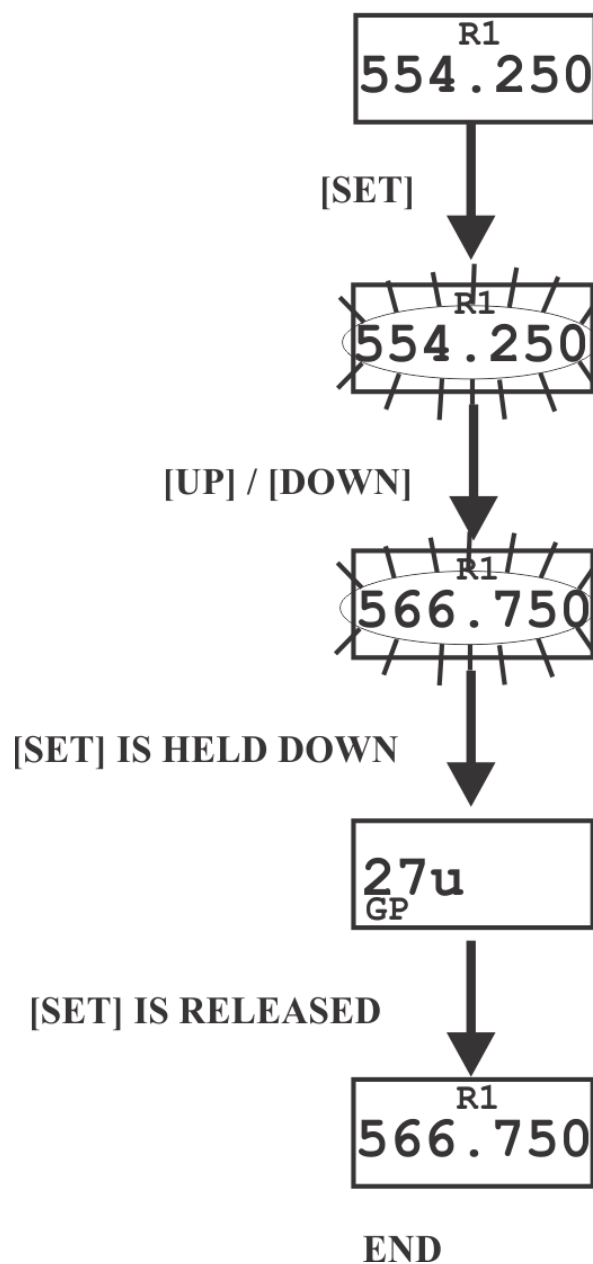 R1
554.250
[SET]
R1
554.250
[UP] / [DOWN]
R1
566.750
[SET] IS HELD DOWN
27u
GP
[SET] IS RELEASED
R1
566.750
END